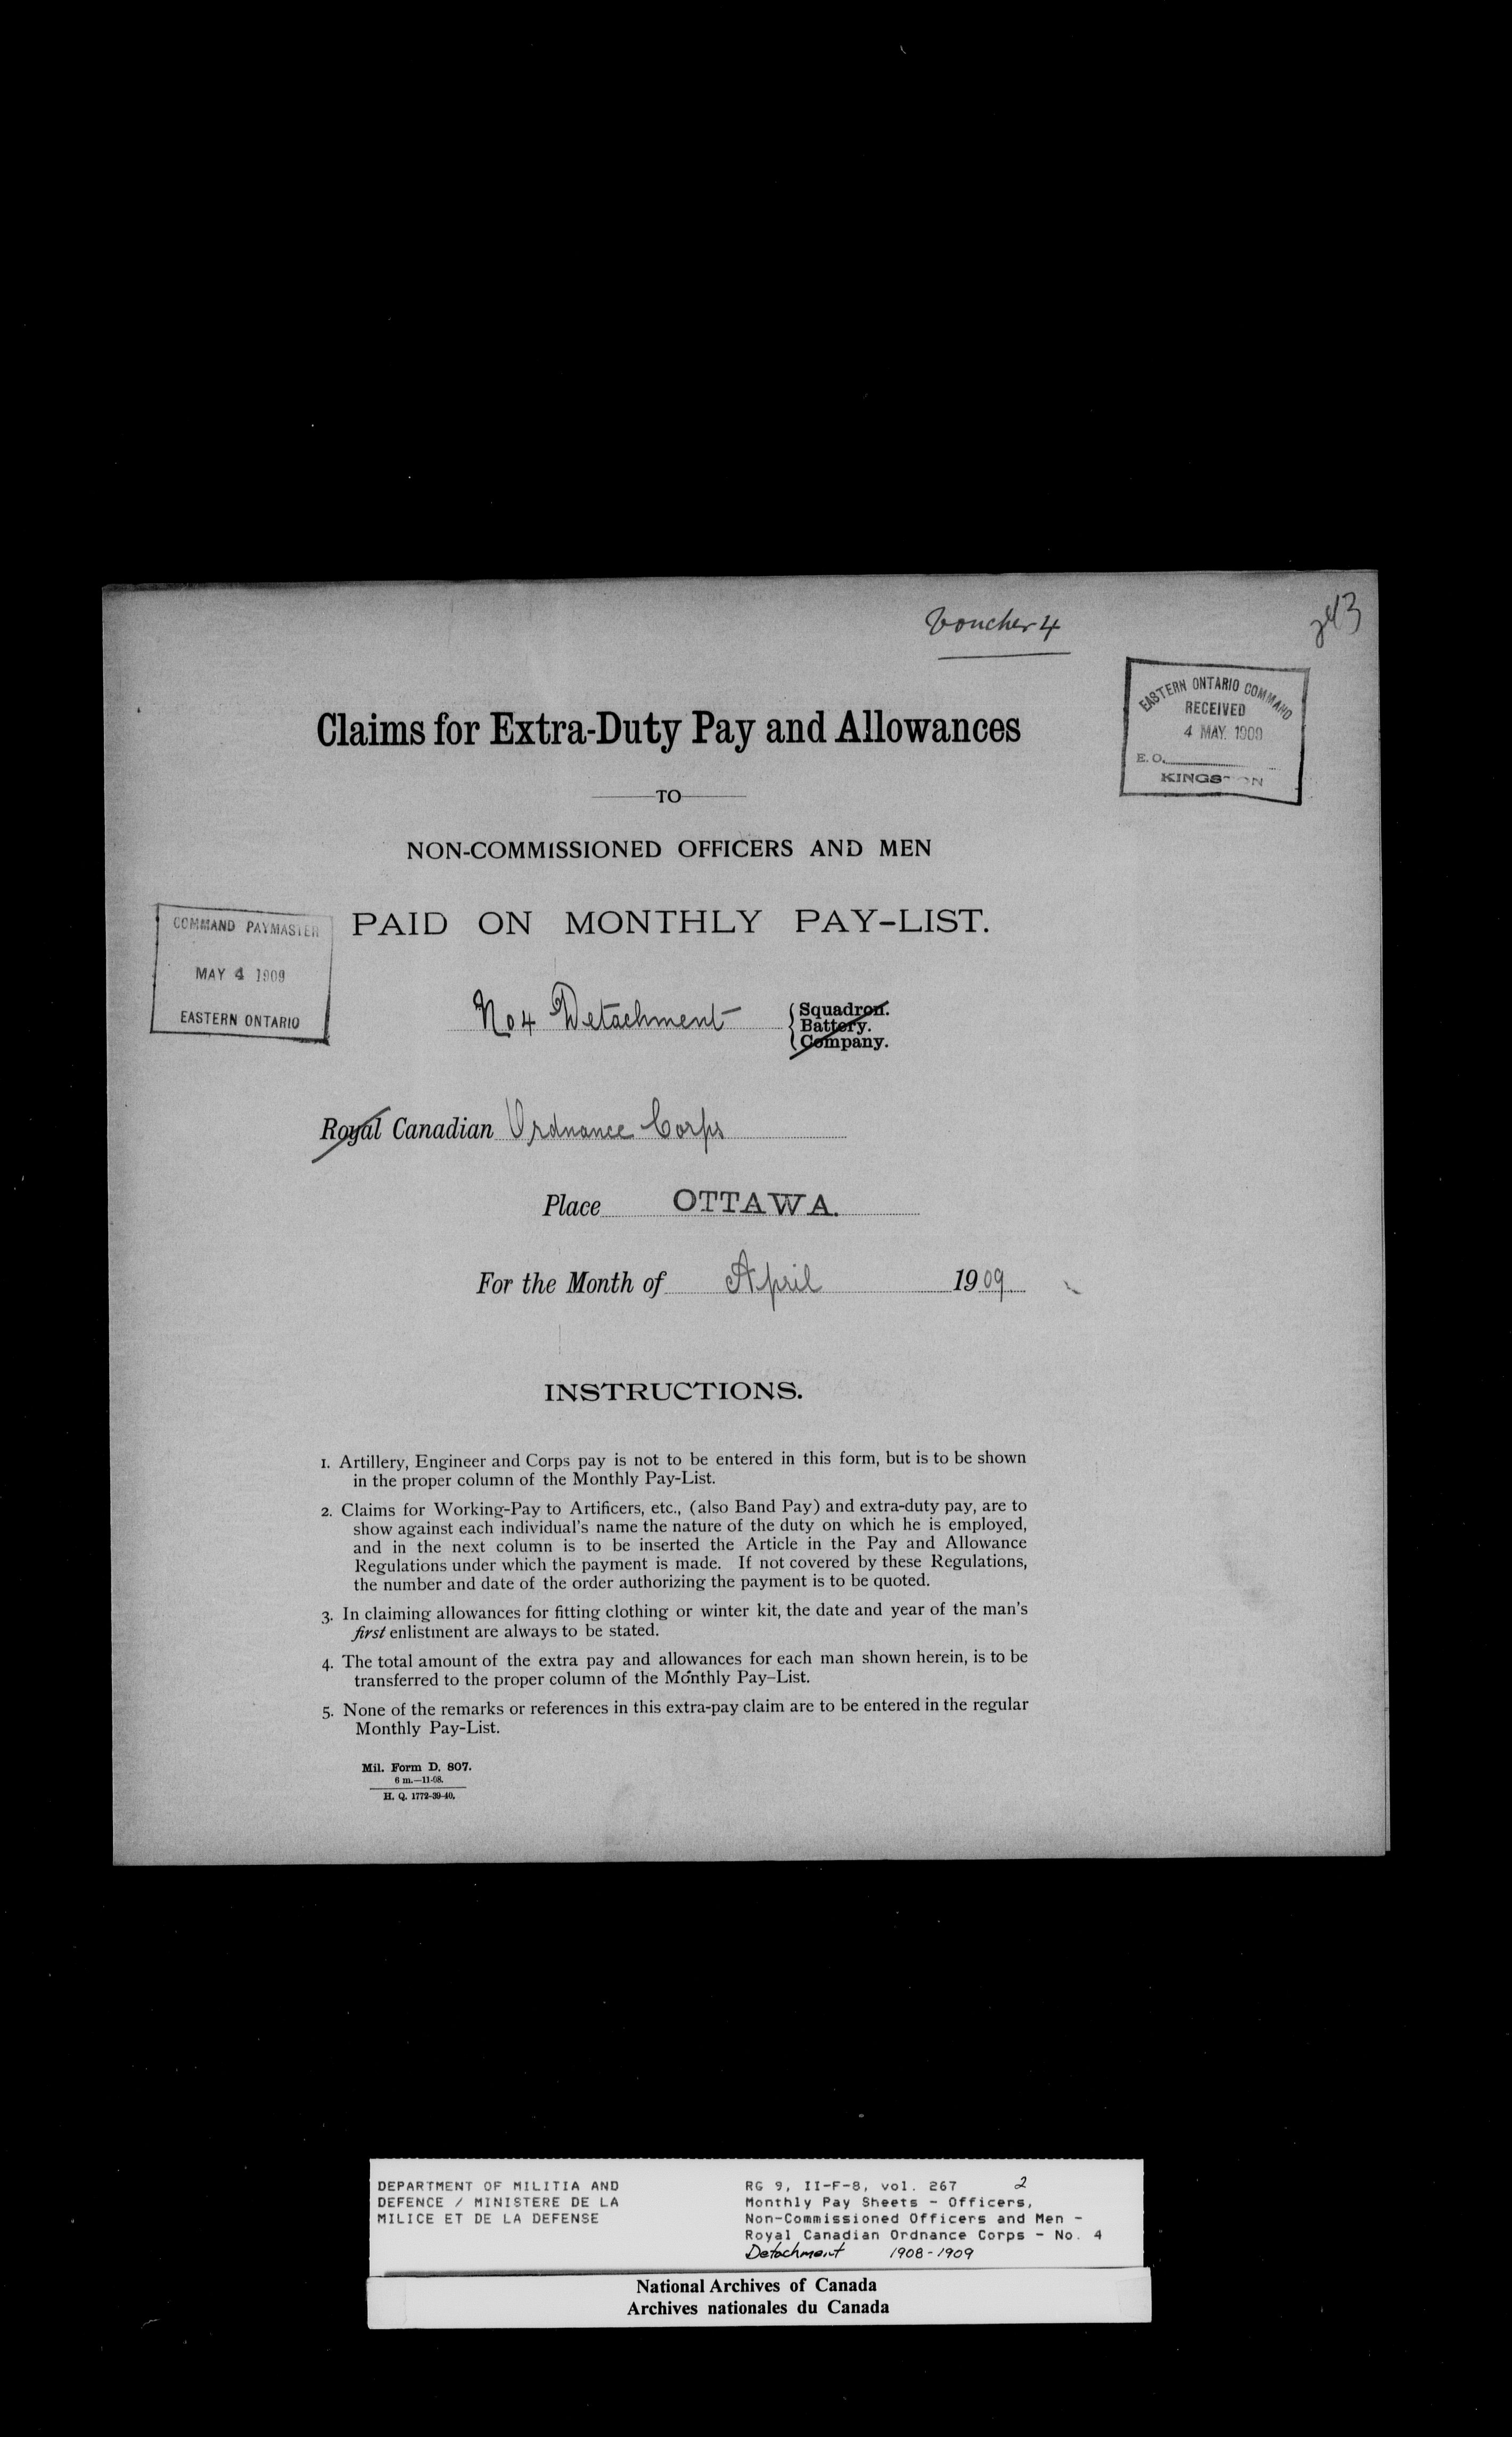 Voucher 4
EASTERN ONTARIO COMMAND
RECEIVED
4 MAY. 1909
E. O.
KINGSTON
Claims for Extra-Duty Pay and Allowances
TO
NON-COMMISSIONED OFFICERS AND MEN
COMMAND PAYMASTER
MAY 4 1909
EASTERN ONTARIO
PAID ON MONTHLY PAY-LIST.
No 4 Detachment
Squadron.
Battery.
Company.
Royal Canadian Ordnance Corps
Place OTTAWA.
For the Month of April 1909
INSTRUCTIONS.
1. Artillery, Engineer and Corps pay is not to be entered in this form, but is to be shown
in the proper column of the Monthly Pay-List.
2. Claims for Working-Pay to Artificers, etc., (also Band Pay) and extra-duty pay, are to
show against each individual's name the nature of the duty on which he is employed,
and in the next column is to be inserted the Article in the Pay and Allowance
Regulations under which the payment is made. If not covered by these Regulations,
the number and date of the order authorizing the payment is to be quoted.
3. In claiming allowances for fitting clothing or winter kit, the date and year of the man's
first enlistment are always to be stated.
4. The total amount of the extra pay and allowances for each man shown herein, is to be
transferred to the proper column of the Monthly Pay-List.
5. None of the remarks or references in this extra-pay claim are to be entered in the regular
Monthly Pay-List.
Mil. Form D. 807.
6 m.—11-08.
H. Q. 1772-39-40.
DEPARTMENT OF MILITIA AND
DEFENCE / MINISTERE DE LA
MILICE ET DE LA DEFENSE
RG 9, II-F-8, vol. 267 2
Monthly Pay Sheets - Officers,
Non-Commissioned Officers and Men -
Royal Canadian Ordnance Corps - No. 4
Detachment 1908-1909
National Archives of Canada
Archives nationales du Canada